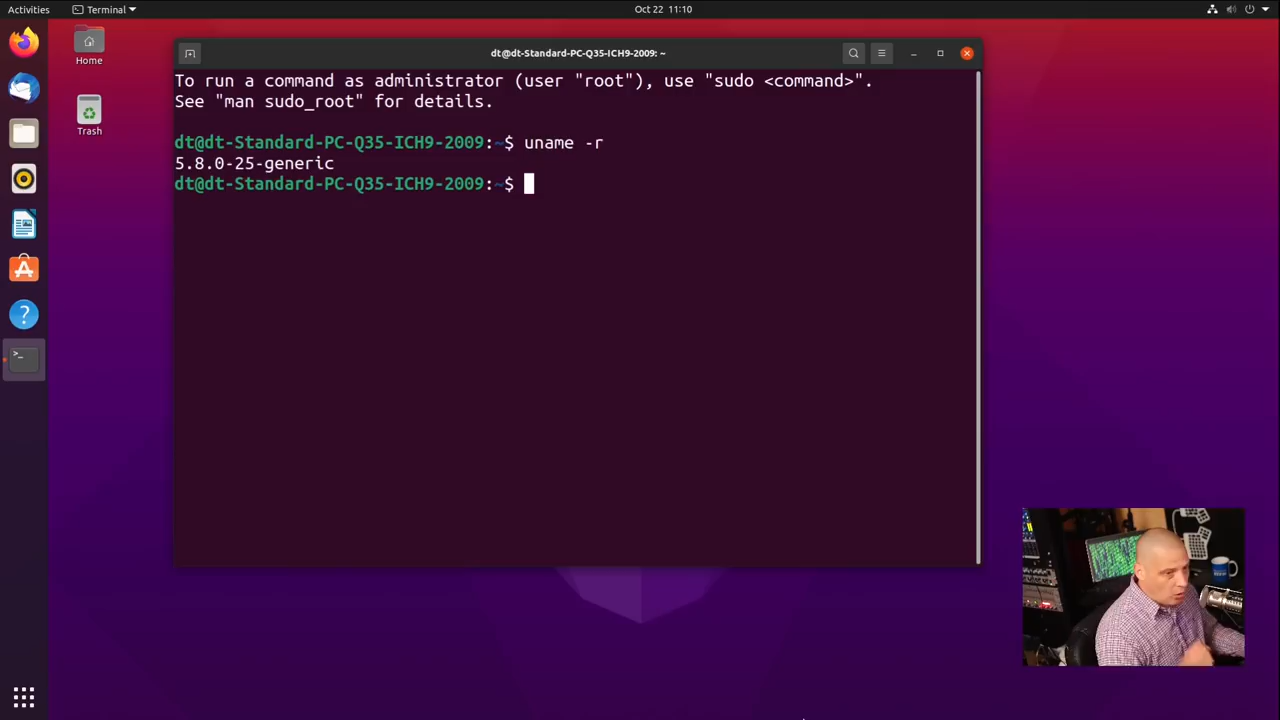 Activities
Terminal
Oct 22 11:10
Home
Trash
dt@dt-Standard-PC-Q35-ICH9-2009: ~
To run a command as administrator (user "root"), use "sudo <command>".
See "man sudo_root" for details.
dt@dt-Standard-PC-Q35-ICH9-2009:~$ uname -r
5.8.0-25-generic
dt@dt-Standard-PC-Q35-ICH9-2009:~$